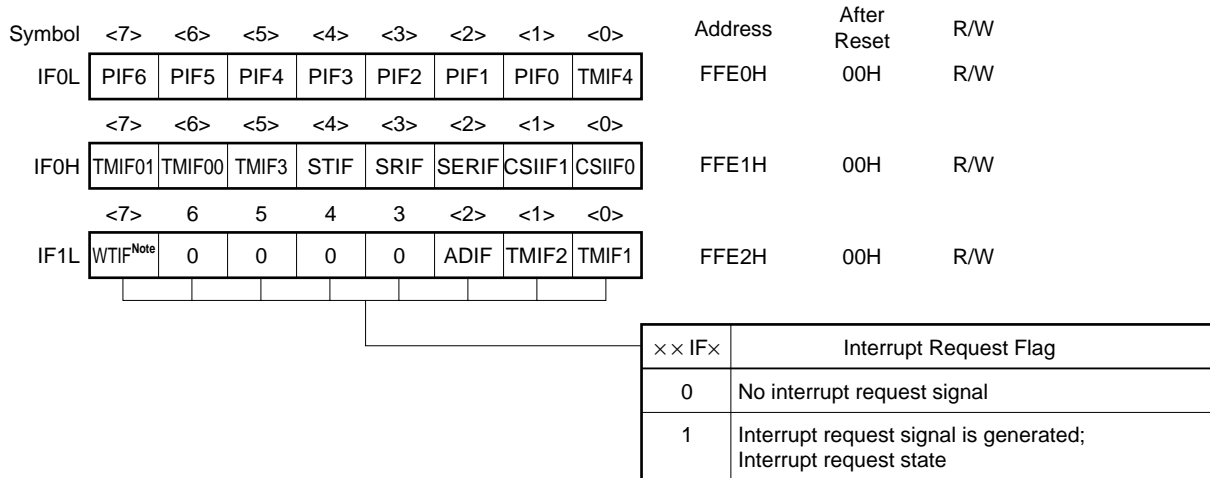 Symbol <7> <6> <5> <4> <3> <2> <1> <0> Address After Reset R/W
IF0L PIF6 PIF5 PIF4 PIF3 PIF2 PIF1 PIF0 TMIF4 FFE0H 00H R/W
<7> <6> <5> <4> <3> <2> <1> <0>
IF0H TMIF01 TMIF00 TMIF3 STIF SRIF SERIF CSIIF1 CSIIF0 FFE1H 00H R/W
<7> 6 5 4 3 <2> <1> <0>
IF1L WTIF Note 0 0 0 0 ADIF TMIF2 TMIF1 FFE2H 00H R/W
××IF× Interrupt Request Flag
0 No interrupt request signal
1 Interrupt request signal is generated;
Interrupt request state